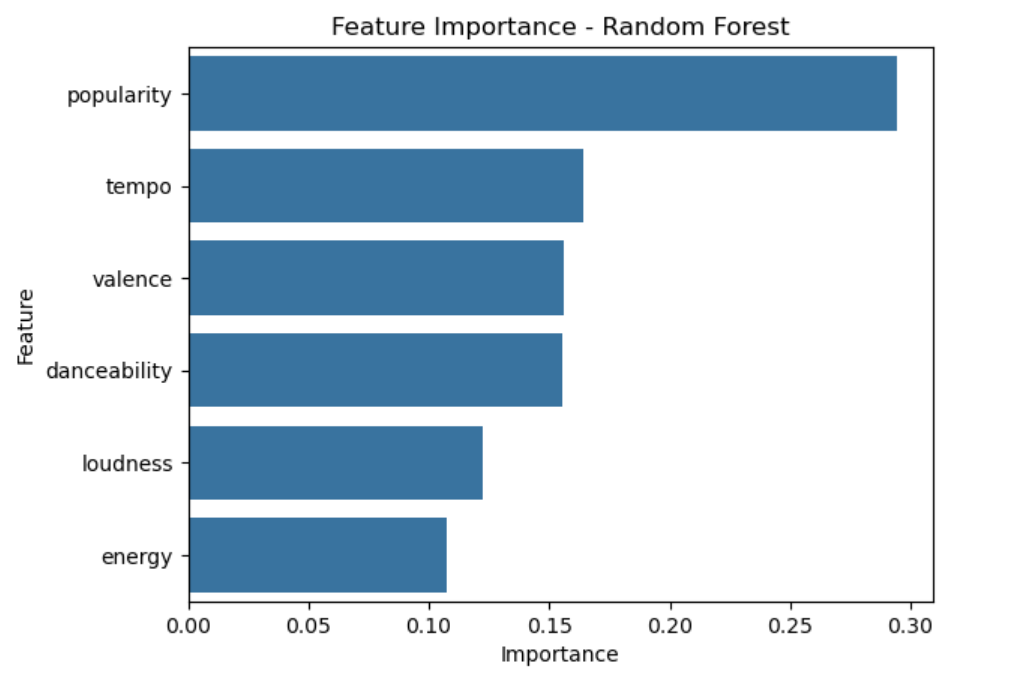 Feature Importance - Random Forest
Feature
popularity
tempo
valence
danceability
loudness
energy
0.00 0.05 0.10 0.15 0.20 0.25 0.30
Importance